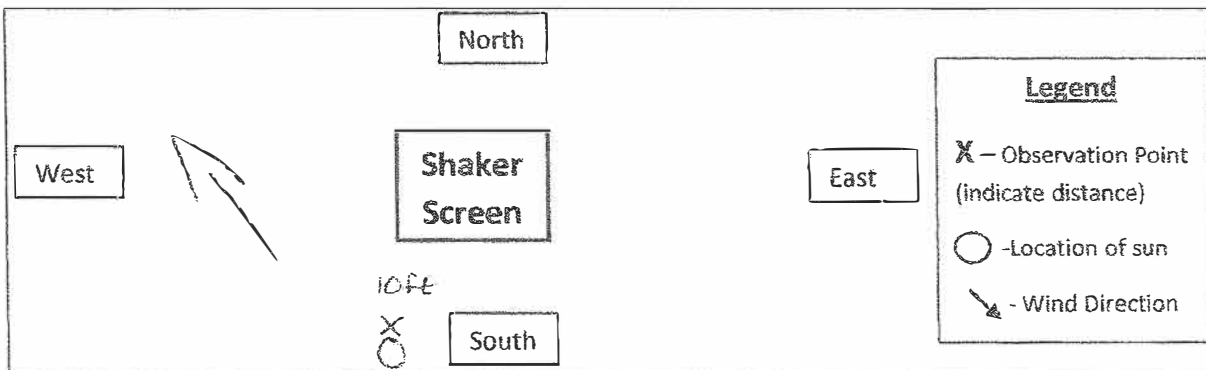 North
West
Shaker
Screen
East
10ft
X
South
Legend
X – Observation Point
(indicate distance)
-Location of sun
- Wind Direction